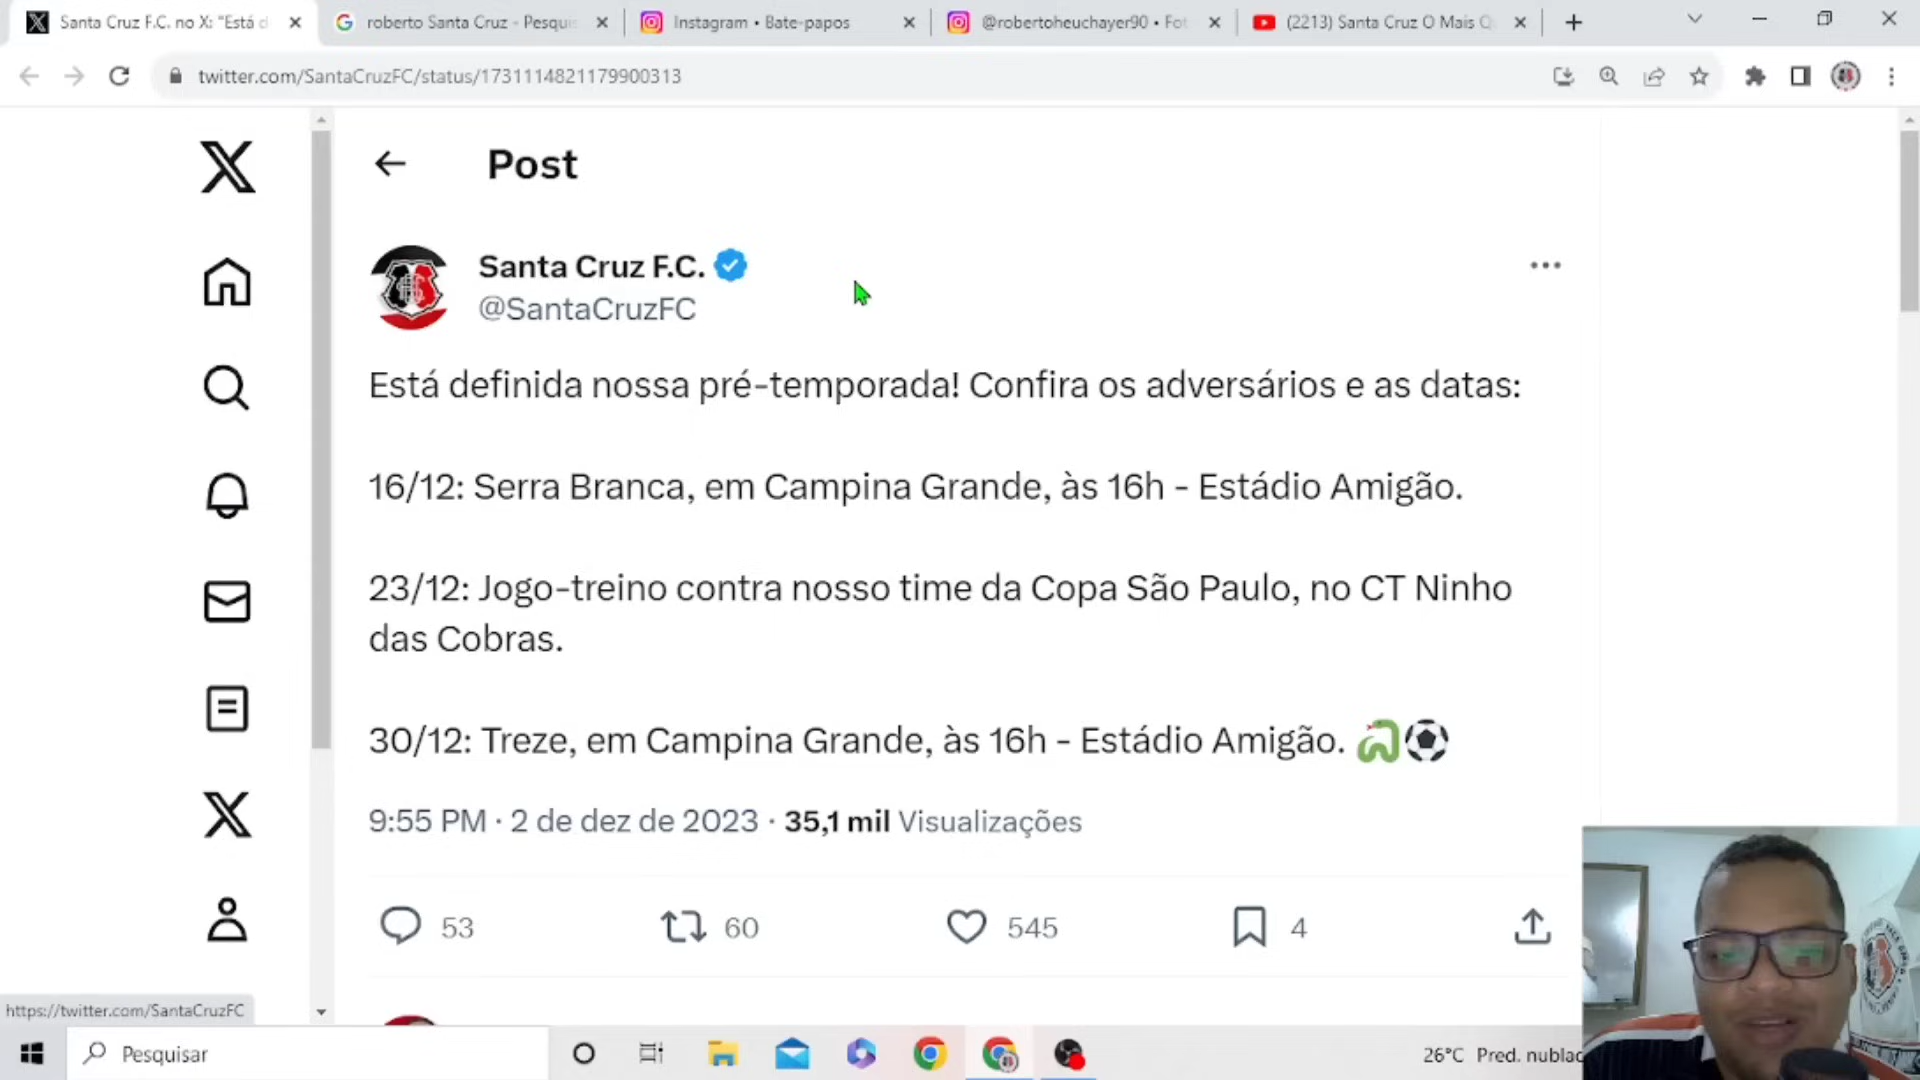 Santa Cruz F.C. no X: "Está d
roberto Santa Cruz - Pesqui
Instagram • Bate-papos
@robertoheuchayer90 • Fot
(2213) Santa Cruz O Mais Q
twitter.com/SantaCruzFC/status/1731114821179900313
Post
Santa Cruz F.C.
@SantaCruzFC
Está definida nossa pré-temporada! Confira os adversários e as datas:
16/12: Serra Branca, em Campina Grande, às 16h - Estádio Amigão.
23/12: Jogo-treino contra nosso time da Copa São Paulo, no CT Ninho
das Cobras.
30/12: Treze, em Campina Grande, às 16h - Estádio Amigão. 🐍⚽
9:55 PM · 2 de dez de 2023 · 35,1 mil Visualizações
53 60 545 4
https://twitter.com/SantaCruzFC
Pesquisar
26°C Pred. nublad